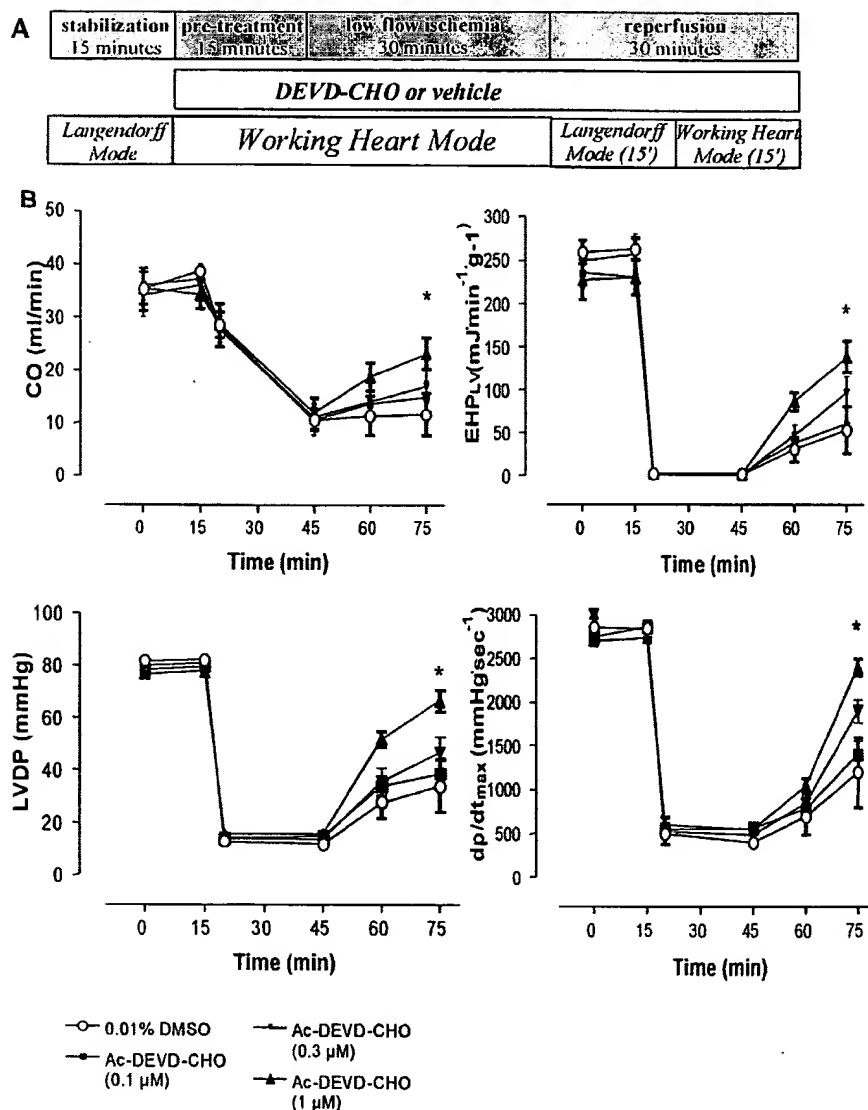 A
stabilization pre-treatment low flow ischemia reperfusion
15 minutes 15 minutes 30 minutes 30 minutes
DEVD-CHO or vehicle
Langendorff Mode Working Heart Mode Langendorff Mode (15') Working Heart Mode (15')
B
CO (ml/min)
50
40
30
20
10
0
*
0 15 30 45 60 75
Time (min)
EHPLV(mJ/min-1.g-1)
300
250
200
150
100
50
0
*
0 15 30 45 60 75
Time (min)
LVDP (mmHg)
100
80
60
40
20
0
*
0 15 30 45 60 75
Time (min)
dp/dtmax (mmHg/sec-1)
3000
2500
2000
1500
1000
500
0
*
0 15 30 45 60 75
Time (min)
0.01% DMSO
Ac-DEVD-CHO
(0.1 µM)
Ac-DEVD-CHO
(0.3 µM)
Ac-DEVD-CHO
(1 µM)